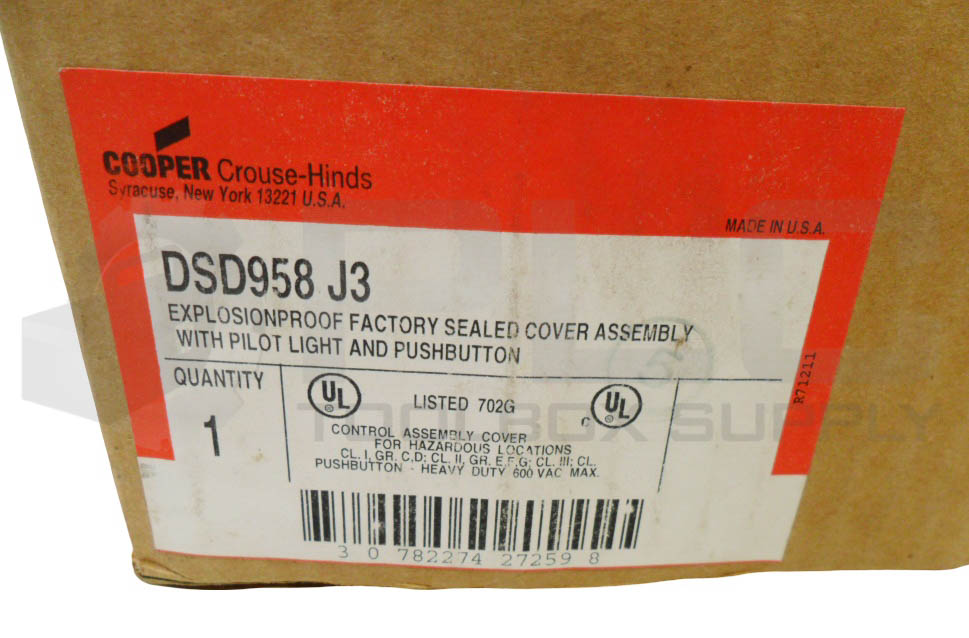 COOPER Crouse-Hinds
Syracuse, New York 13221 U.S.A.
MADE IN U.S.A.
DSD958 J3
EXPLOSIONPROOF FACTORY SEALED COVER ASSEMBLY
WITH PILOT LIGHT AND PUSHBUTTON
QUANTITY
1
UL LISTED 702G c UL
CONTROL ASSEMBLY COVER
FOR HAZARDOUS LOCATIONS
CL. I, GR. C,D; CL. II, GR. E,F,G; CL. III; CL.
PUSHBUTTON - HEAVY DUTY 600 VAC MAX.
3 0 782274 27259 8
R71211
PLC
TOOL BOX SUPPLY